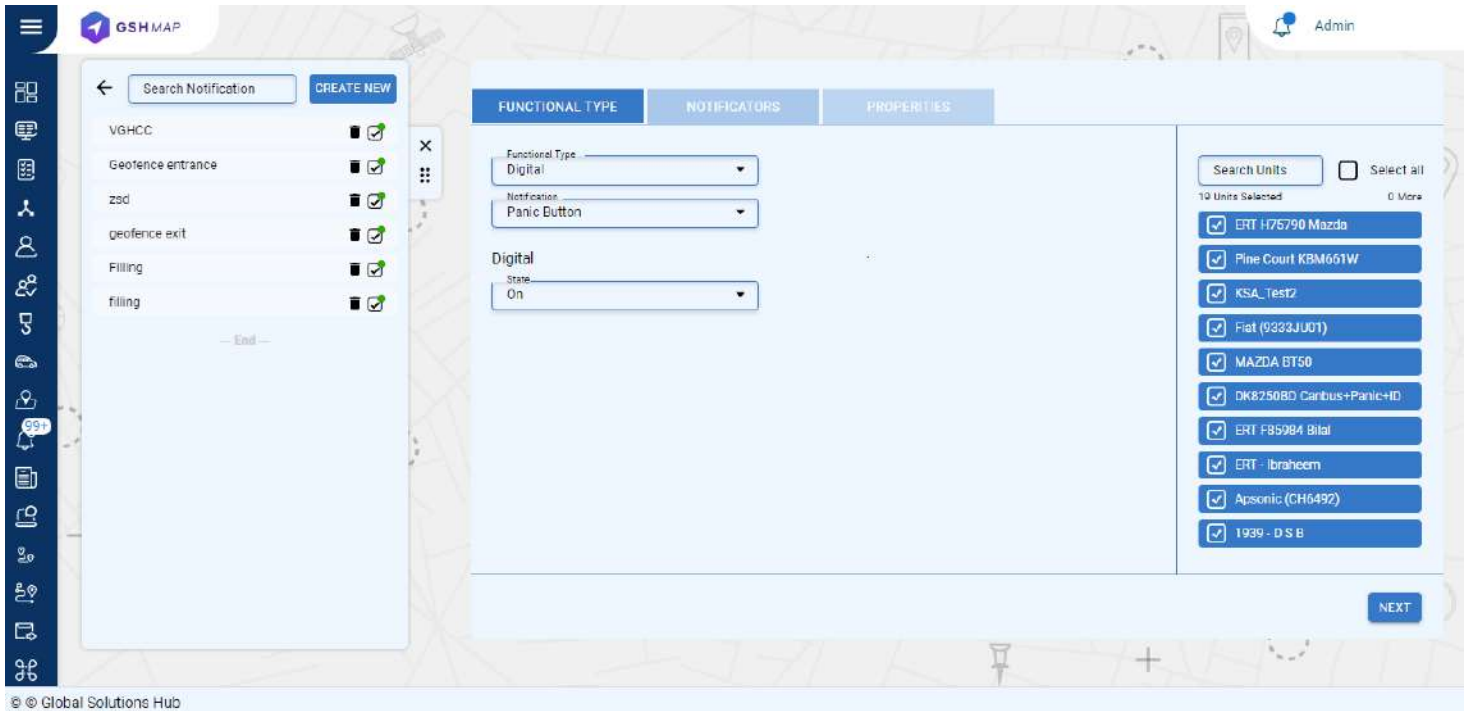 GSHMAP
Admin
Search Notification
CREATE NEW
VGHCC
Geofence entrance
zsd
geofence exit
Filling
filling
— End —
99+
FUNCTIONAL TYPE
NOTIFICATORS
PROPERITIES
Functional Type
Digital
Notification
Panic Button
Digital
State
On
Search Units
Select all
19 Units Selected
0 More
ERT H75790 Mazda
Pine Court KBM661W
KSA_Test2
Fiat (9333JU01)
MAZDA BT50
DK8250BD Canbus+Panic+ID
ERT F85984 Bilal
ERT - Ibraheem
Apsonic (CH6492)
1939 - D S B
NEXT
© © Global Solutions Hub